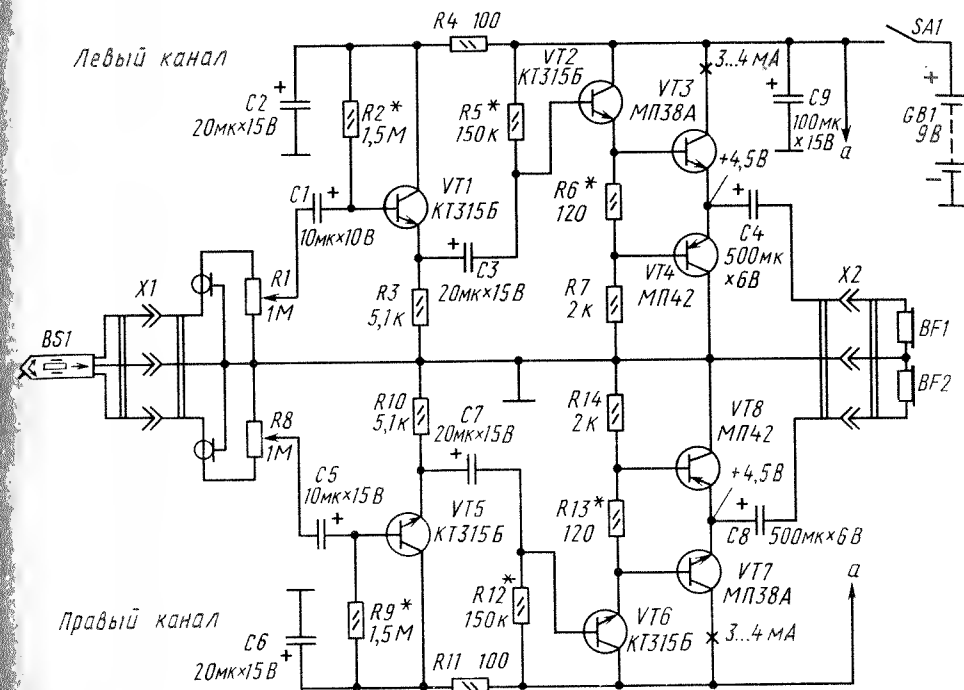 Левый канал
R4 100
SA1
VT2
КТ315Б
3...4 мА
VT3
МП38А
C2
20мк×15В
R2*
1,5М
R5*
150к
C9
100мк
×15В
а
GB1
9В
+4,5В
C1
10мк×10В
VT1
КТ315Б
R6*
120
C3
20мк×15В
VT4
МП42
C4
500мк
×6В
X1
R1
1М
R3
5,1к
R7
2к
X2
BS1
BF1
BF2
R8
1М
R10
5,1к
C7
20мк×15В
R14
2к
VT8
МП42
+4,5В
C5
10мк×15В
VT5
КТ315Б
R13*
120
C8
500мк×6В
VT7
МП38А
а
Правый канал
R9*
1,5М
R12*
150к
VT6
КТ315Б
3...4 мА
C6
20мк×15В
R11 100